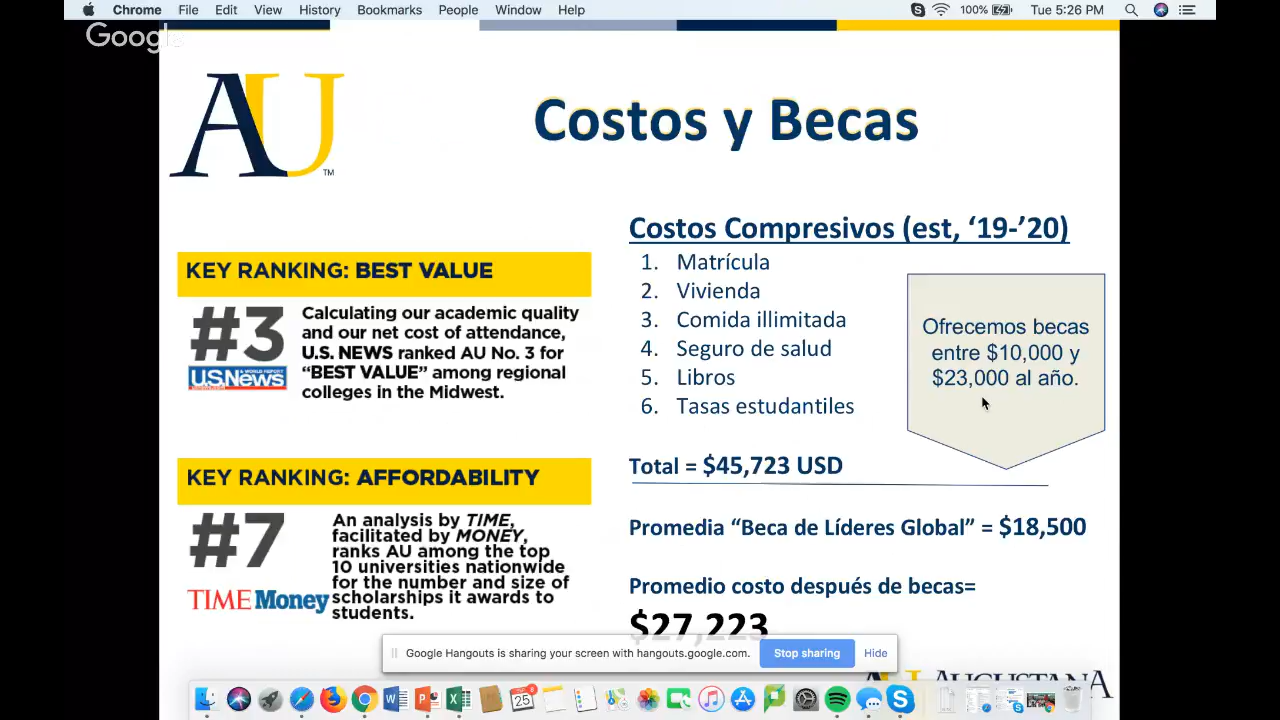 Chrome File Edit View History Bookmarks People Window Help 100% Tue 5:26 PM
Google
AU
TM
Costos y Becas
KEY RANKING: BEST VALUE
#3
U.S.News
Calculating our academic quality
and our net cost of attendance,
U.S. NEWS ranked AU No. 3 for
“BEST VALUE” among regional
colleges in the Midwest.
KEY RANKING: AFFORDABILITY
#7
TIME Money
An analysis by TIME,
facilitated by MONEY,
ranks AU among the top
10 universities nationwide
for the number and size of
scholarships it awards to
students.
Costos Compresivos (est, ‘19-’20)
1. Matrícula
2. Vivienda
3. Comida illimitada
4. Seguro de salud
5. Libros
6. Tasas estudiantiles
Ofrecemos becas
entre $10,000 y
$23,000 al año.
Total = $45,723 USD
Promedia “Beca de Líderes Global” = $18,500
Promedio costo después de becas=
$27,223
Google Hangouts is sharing your screen with hangouts.google.com. Stop sharing Hide
AUGUSTANA
25